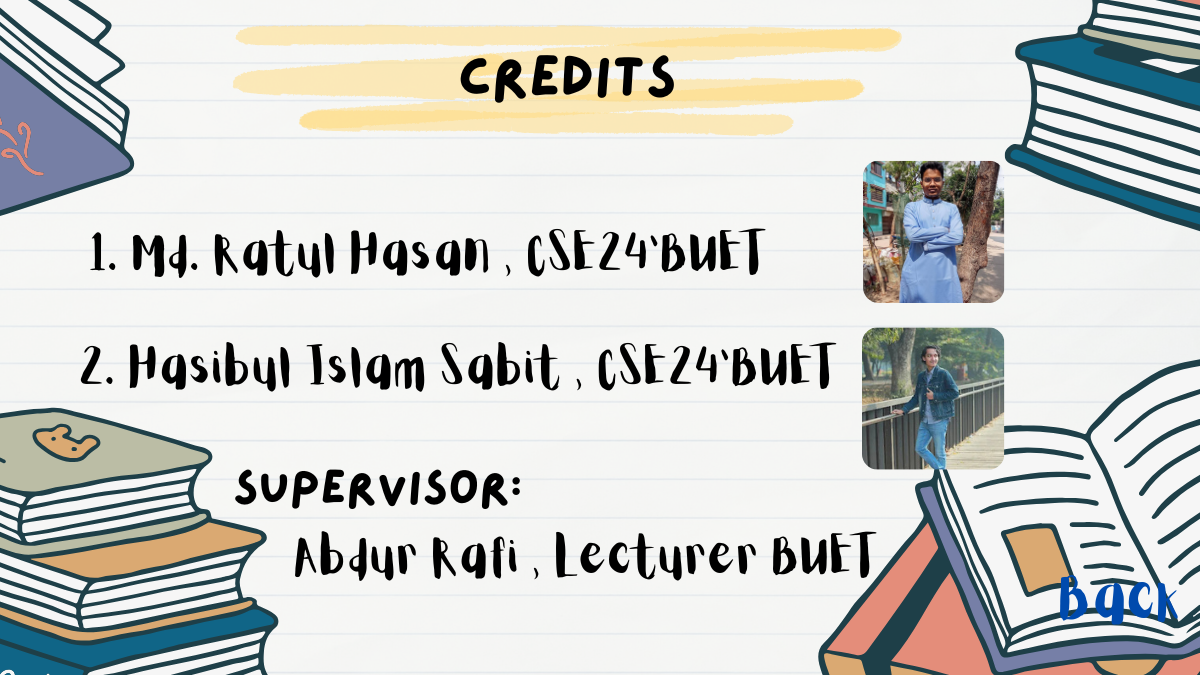 CREDITS
1. Md. Ratul Hasan , CSE24'BUET
2. Hasibul Islam Sabit , CSE24'BUET
SUPERVISOR:
Abdur Rafi , Lecturer BUET
Back